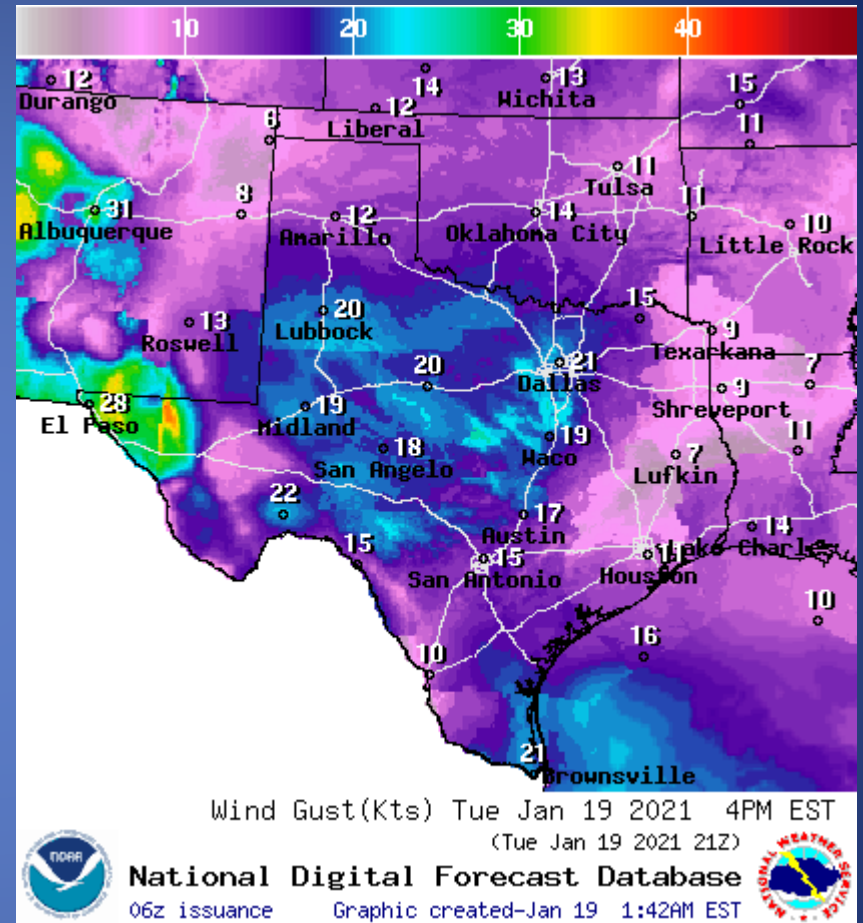 10 20 30 40
12 14 13 15
Durango Wichita
12
Liberal
6 11
11
Tulsa
31 8 12 14 11 10
Albuquerque Amarillo Oklahoma City Little Rock
13 20 15
Roswell Lubbock
9
Texarkana
20 21 7
Dallas
28 9
El Paso Shreveport
19
Midland
18 19 7 11
San Angelo Waco Lufkin
22 17 14
Austin
15 15
San Antonio Houston
10 16 10
21
Brownsville
Wind Gust(Kts) Tue Jan 19 2021 4PM EST
(Tue Jan 19 2021 21Z)
NOAA
NATIONAL WEATHER SERVICE
National Digital Forecast Database
06z issuance Graphic created-Jan 19 1:42AM EST